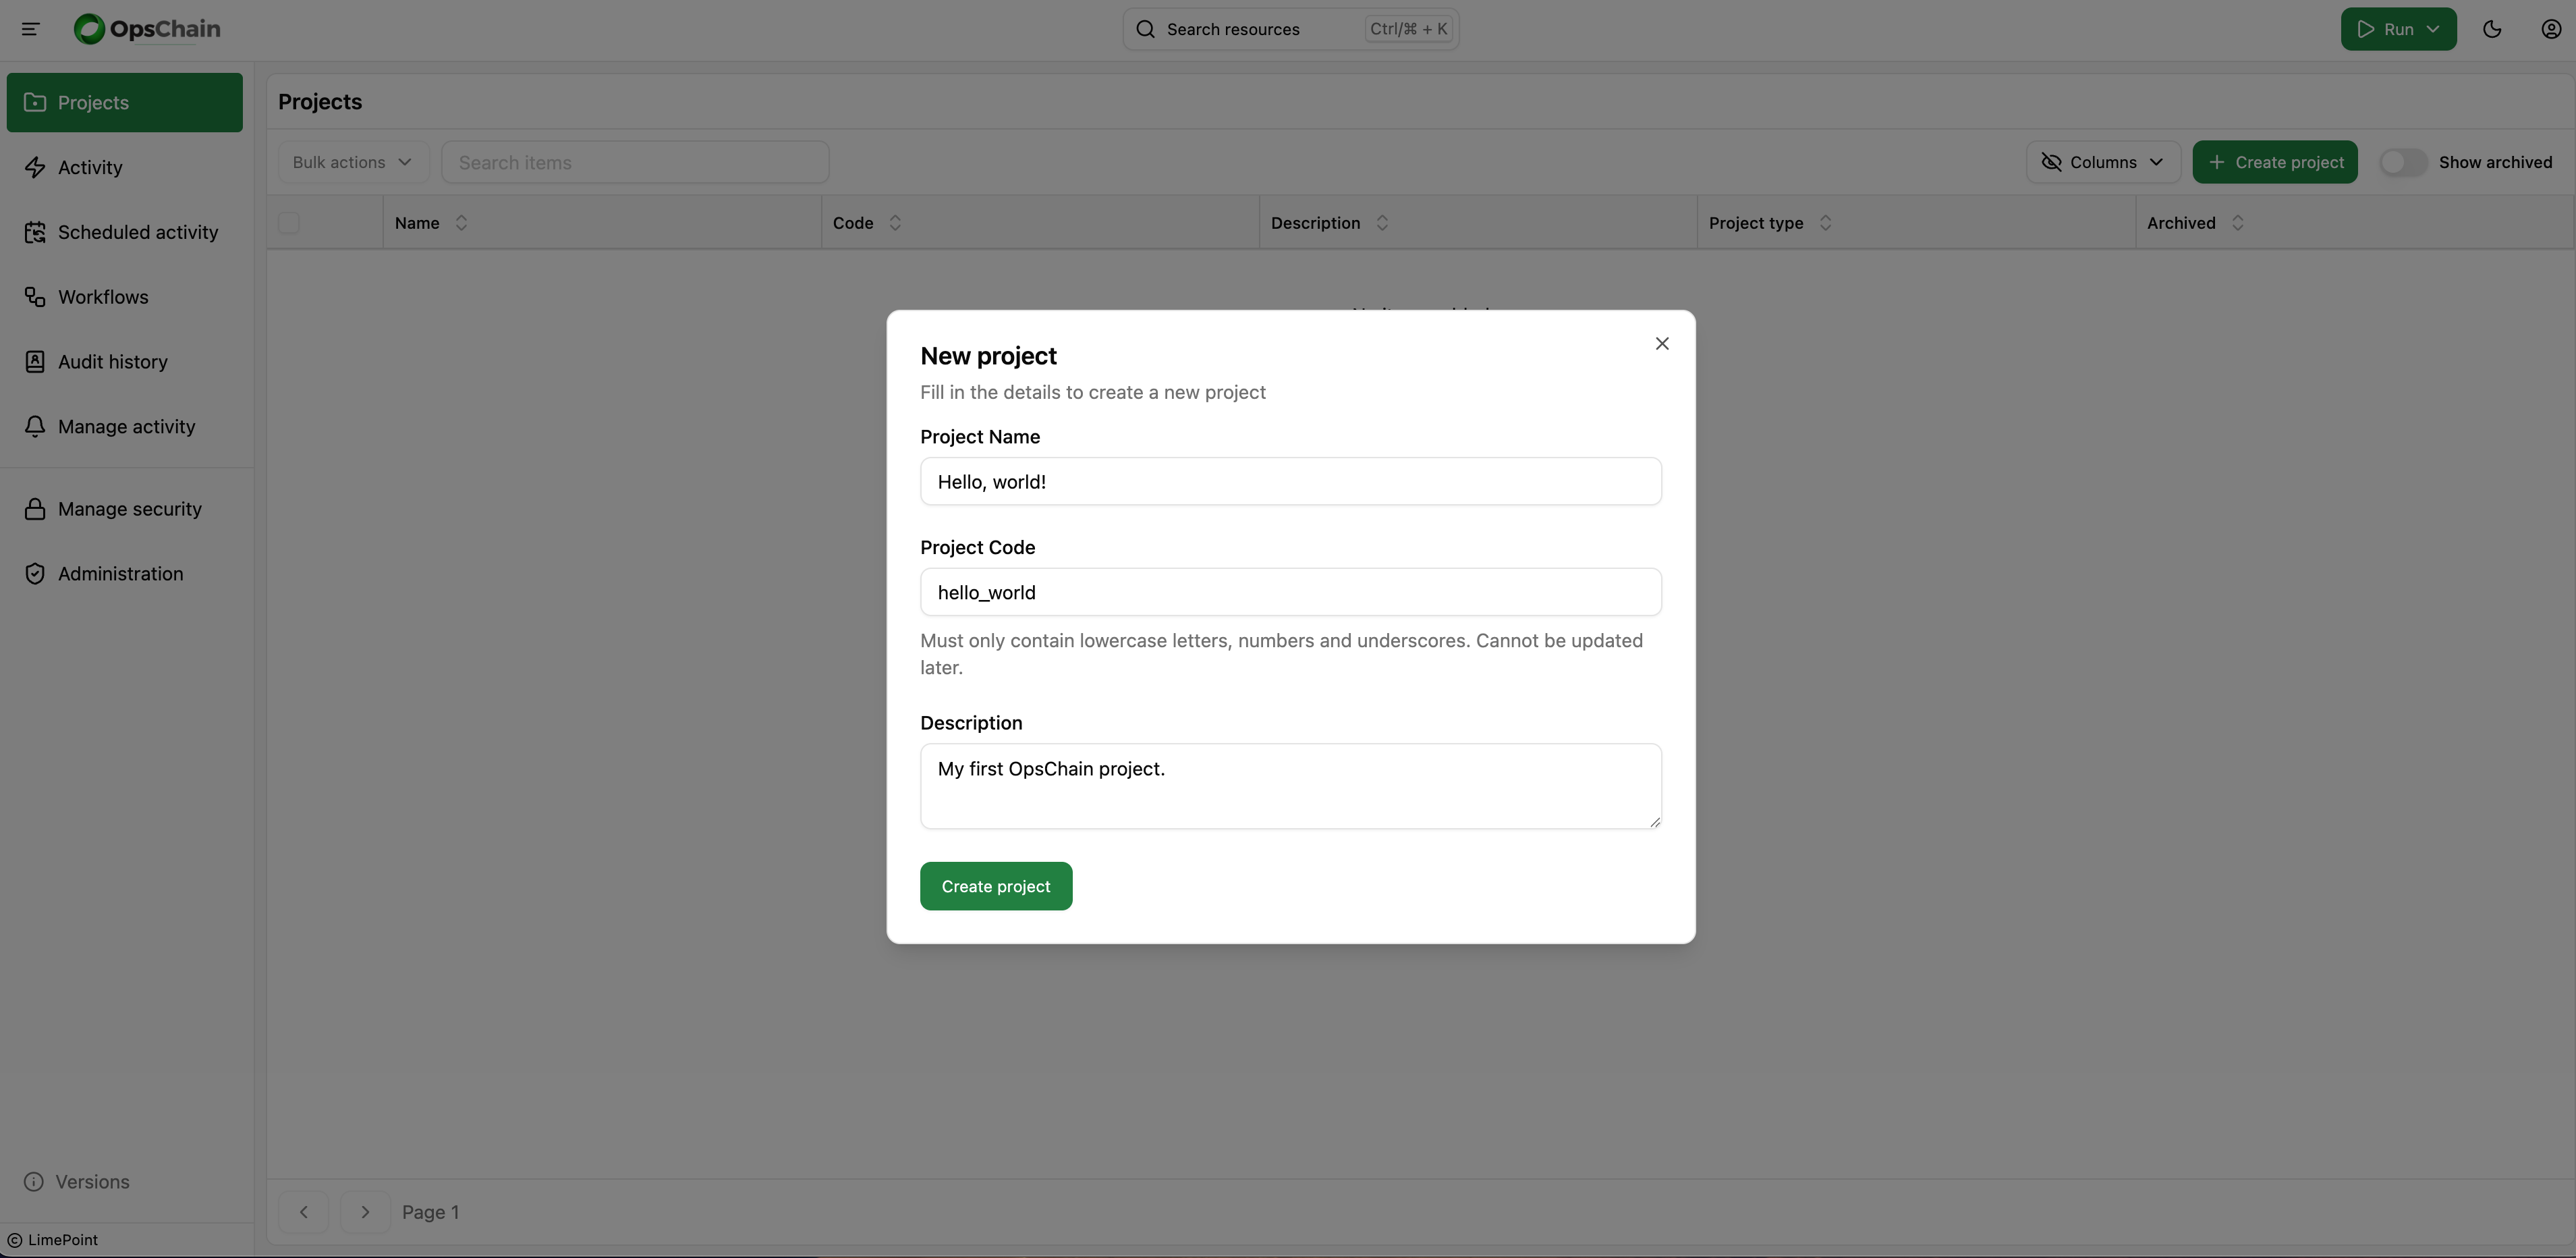 OpsChain
Search resources
Ctrl/⌘ + K
Run
Projects
Activity
Scheduled activity
Workflows
Audit history
Manage activity
Manage security
Administration
Versions
© LimePoint
Projects
Bulk actions
Search items
Columns
Create project
Show archived
Name
Code
Description
Project type
Archived
New project
Fill in the details to create a new project
Project Name
Hello, world!
Project Code
hello_world
Must only contain lowercase letters, numbers and underscores. Cannot be updated
later.
Description
My first OpsChain project.
Create project
Page 1